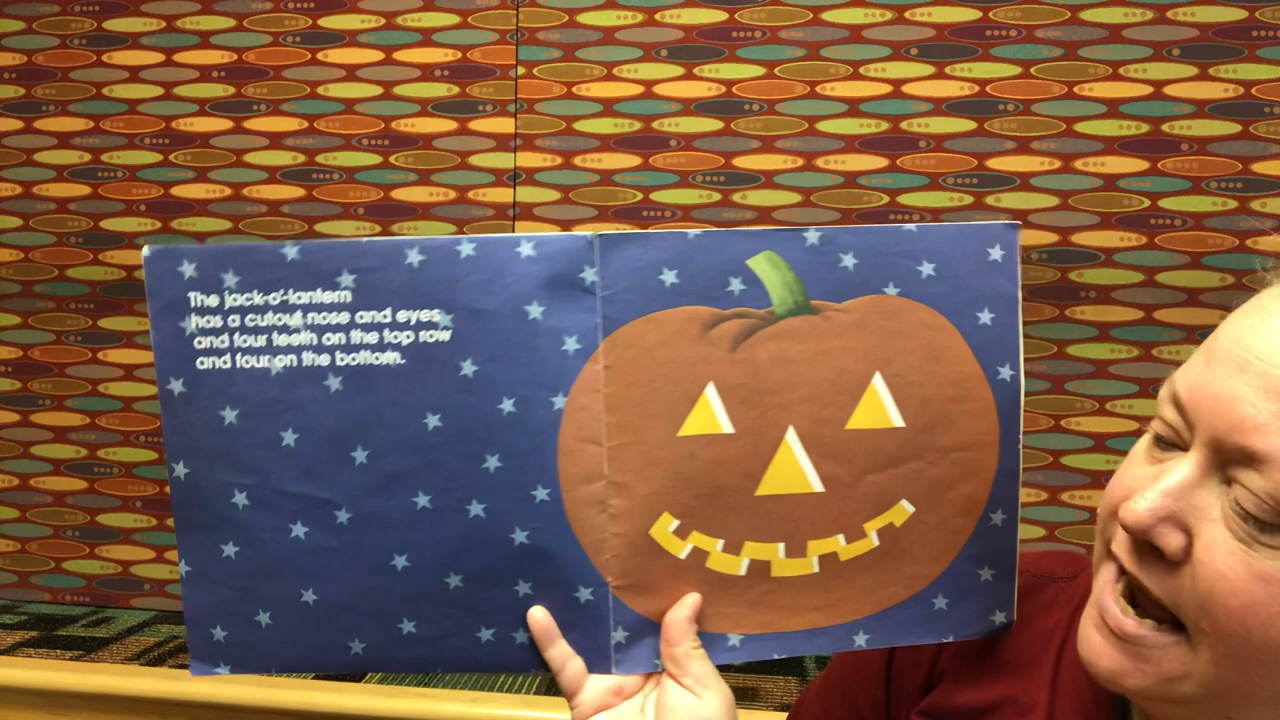 The jack-o'-lantern
has a cutout nose and eyes
and four teeth on the top row
and four on the bottom.